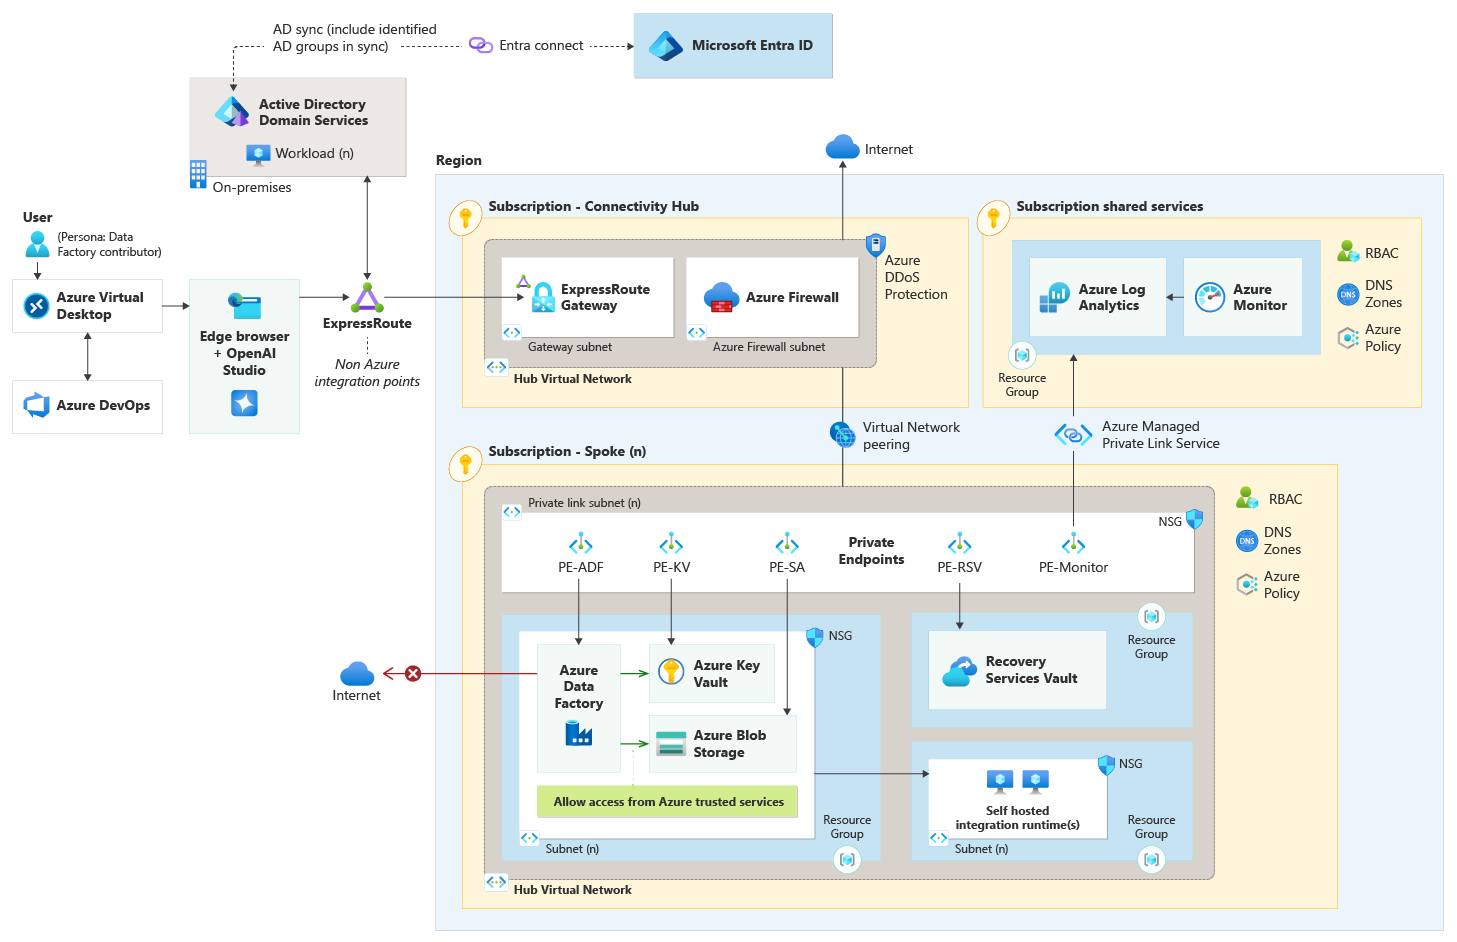 AD sync (include identified
AD groups in sync)
Entra connect
Microsoft Entra ID
Active Directory
Domain Services
Workload (n)
On-premises
User
(Persona: Data
Factory contributor)
Azure Virtual
Desktop
Azure DevOps
Edge browser
+ OpenAI
Studio
ExpressRoute
Non Azure
integration points
Region
Internet
Subscription - Connectivity Hub
ExpressRoute
Gateway
Gateway subnet
Azure Firewall
Azure Firewall subnet
Hub Virtual Network
Azure
DDoS
Protection
Subscription shared services
Azure Log
Analytics
Azure
Monitor
Resource
Group
RBAC
DNS
DNS
Zones
Azure
Policy
Virtual Network
peering
Azure Managed
Private Link Service
Subscription - Spoke (n)
Private link subnet (n)
NSG
PE-ADF
PE-KV
PE-SA
Private
Endpoints
PE-RSV
PE-Monitor
RBAC
DNS
DNS
Zones
Azure
Policy
Internet
NSG
Azure
Data
Factory
Azure Key
Vault
Azure Blob
Storage
Allow access from Azure trusted services
Subnet (n)
Resource
Group
Resource
Group
Recovery
Services Vault
NSG
Self hosted
integration runtime(s)
Subnet (n)
Resource
Group
Hub Virtual Network